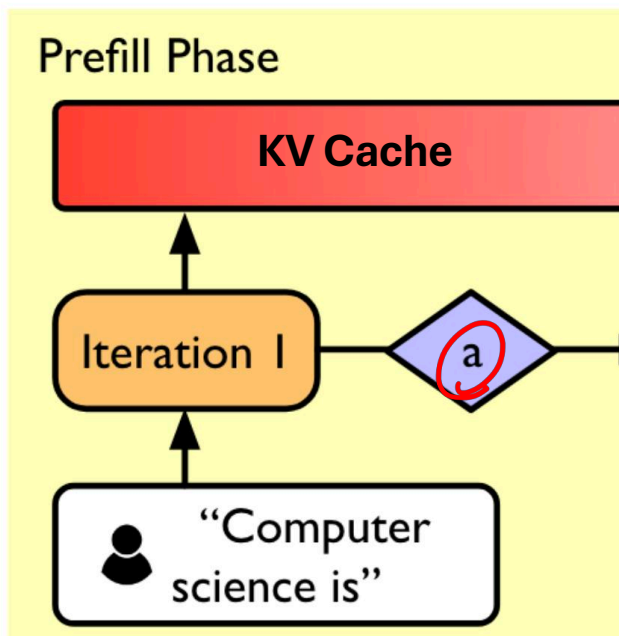 Prefill Phase
KV Cache
Iteration 1
a
“Computer
science is”